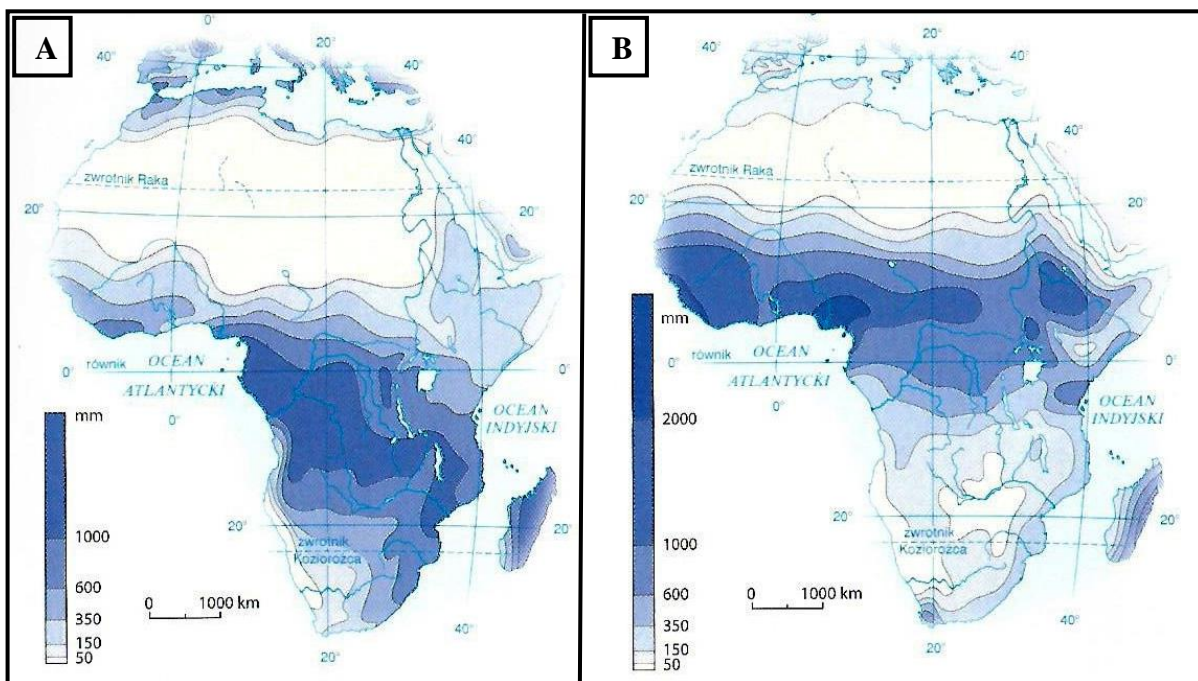 A
0°
20°
40°
40°
40°
zwrotnik Raka
20°
20°
równik
OCEAN
ATLANTYCKI
0°
0°
0°
OCEAN
INDYJSKI
mm
1000
600
350
150
50
20°
20°
zwrotnik
Koziorożca
0 1000 km
40°
20°
B
0°
20°
40°
40°
40°
zwrotnik Raka
20°
20°
równik
OCEAN
ATLANTYCKI
0°
0°
0°
OCEAN
INDYJSKI
mm
2000
1000
600
350
150
50
20°
20°
zwrotnik
Koziorożca
0 1000 km
40°
20°